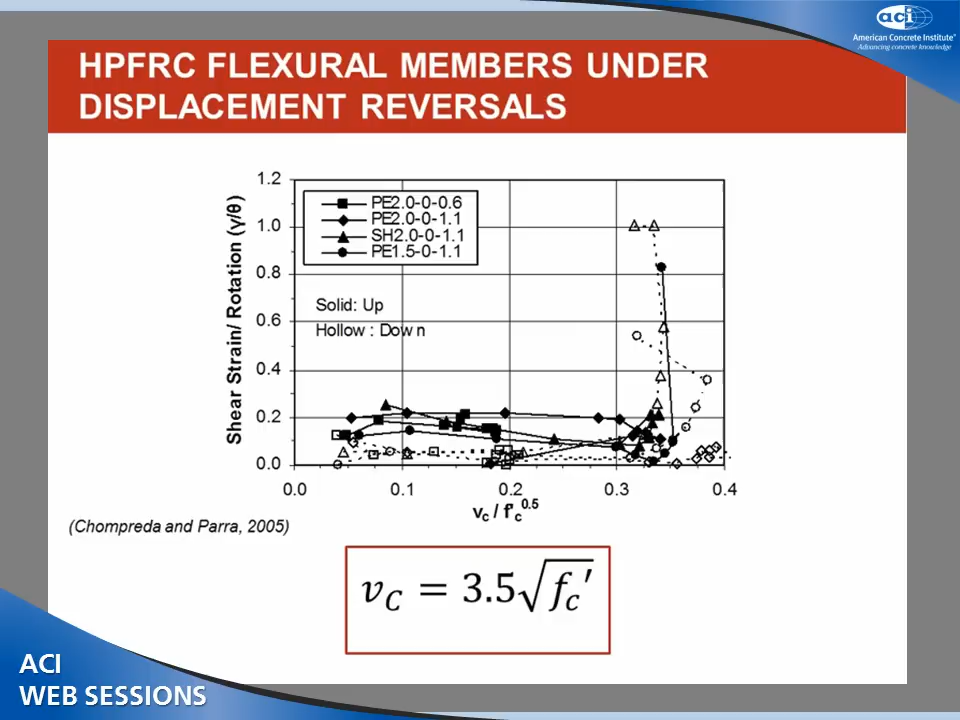 aci
American Concrete Institute®
Advancing concrete knowledge
HPFRC FLEXURAL MEMBERS UNDER
DISPLACEMENT REVERSALS
Shear Strain/ Rotation (γ/θ)
1.2
1.0
0.8
0.6
0.4
0.2
0.0
PE2.0-0-0.6
PE2.0-0-1.1
SH2.0-0-1.1
PE1.5-0-1.1
Solid: Up
Hollow : Down
0.0 0.1 0.2 0.3 0.4
vc / f'c^0.5
(Chompreda and Parra, 2005)
v_C = 3.5√f_c′
ACI
WEB SESSIONS